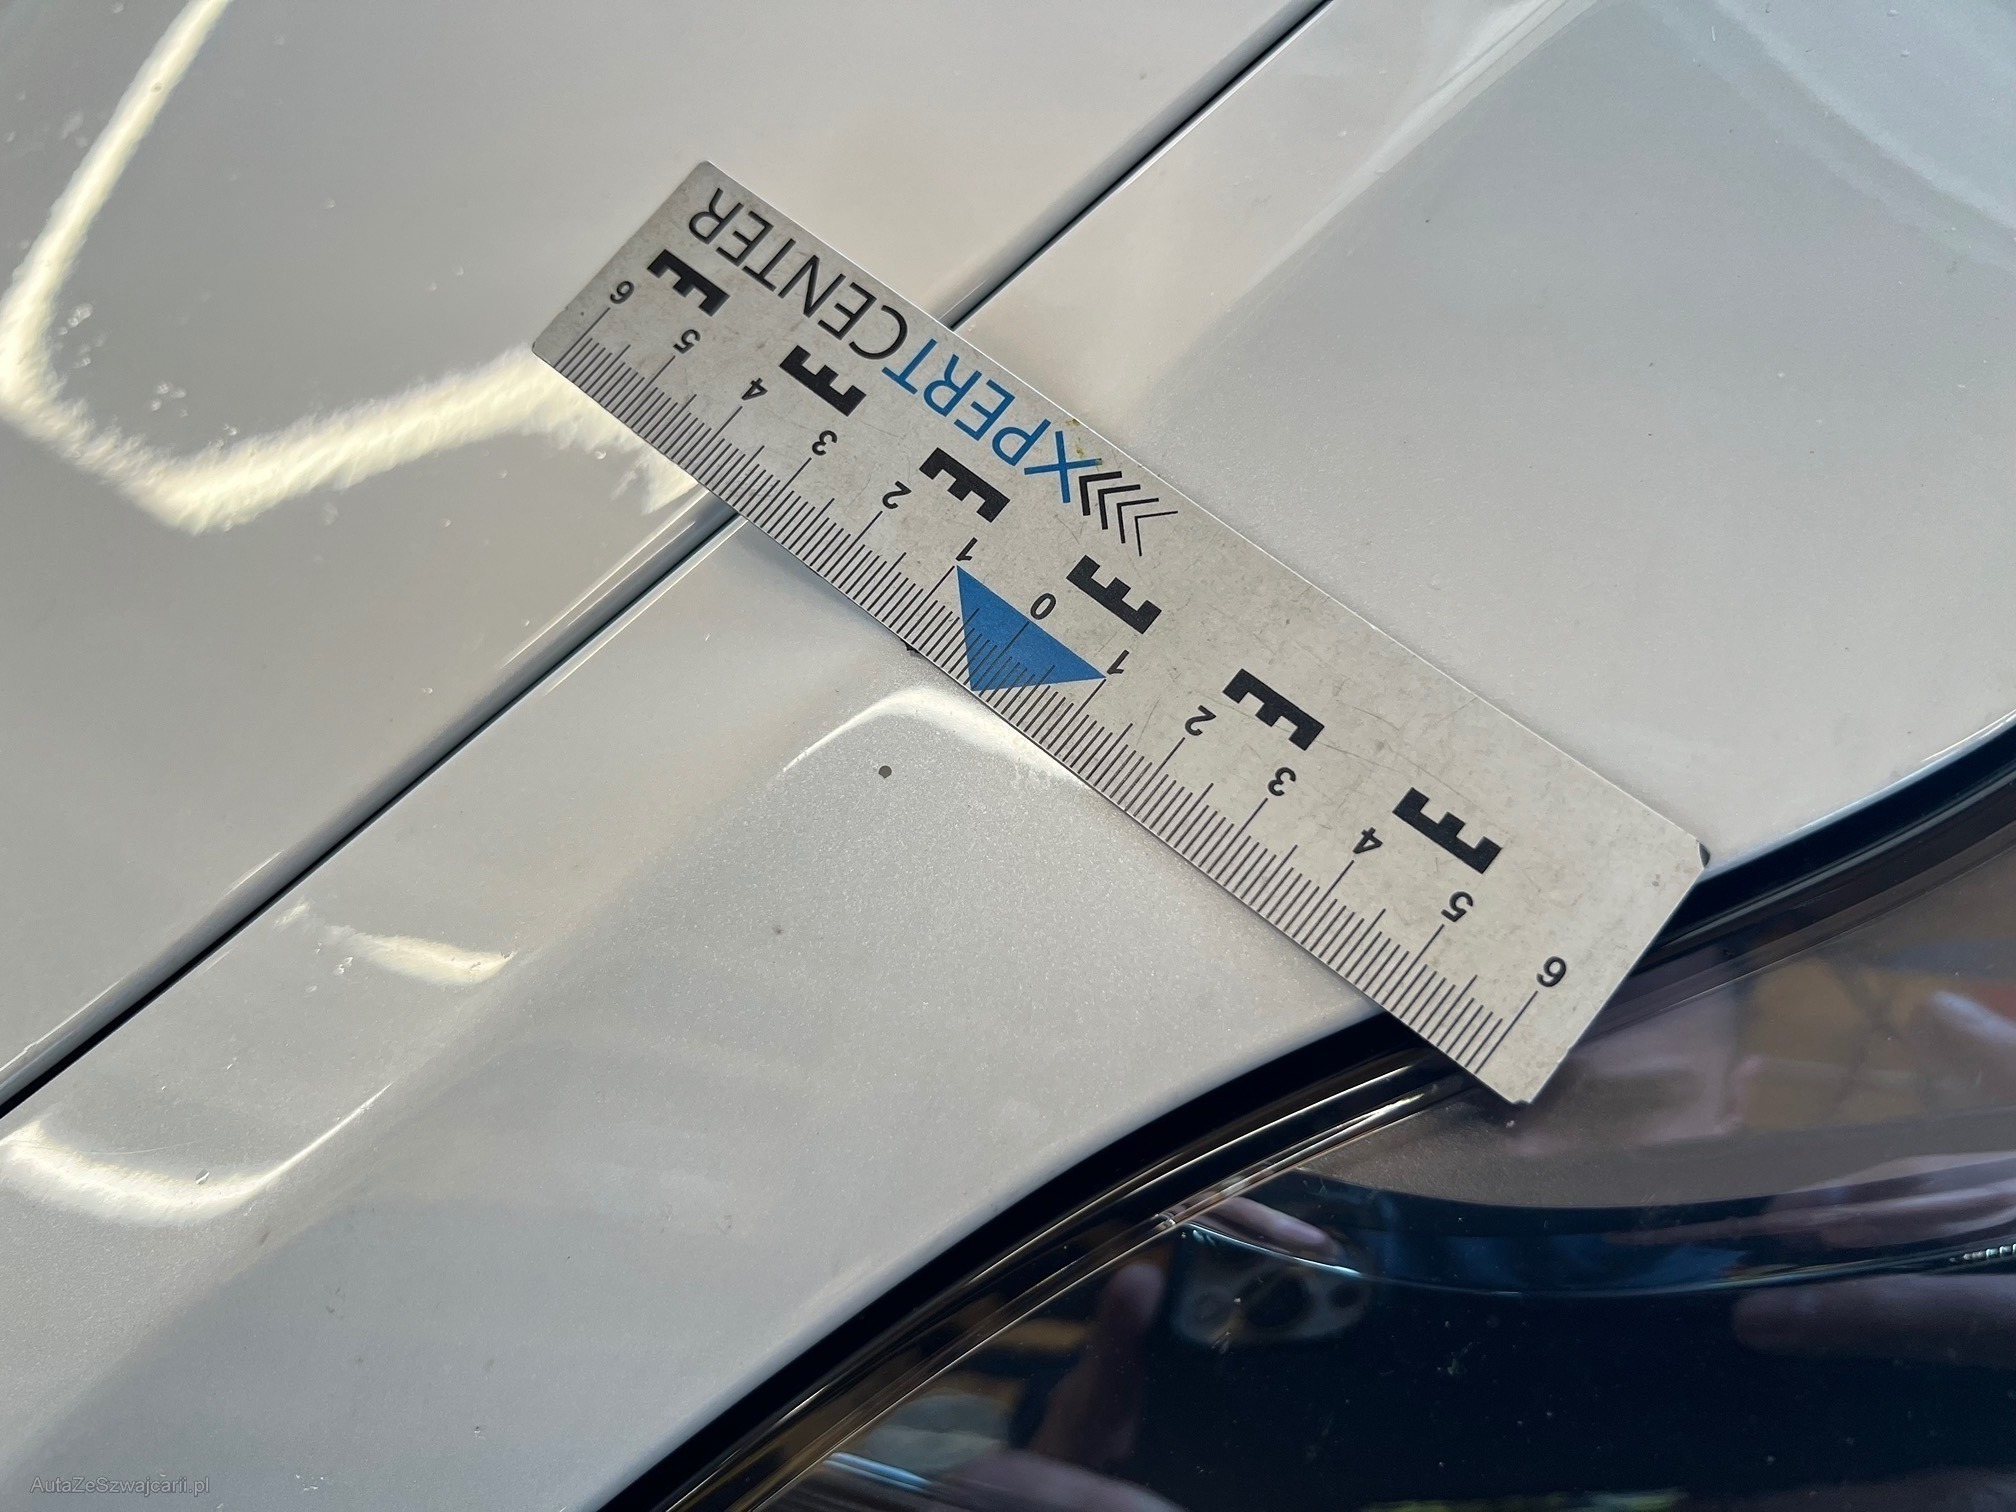 XPERTCENTER
6 5 4 3 2 1 0 1 2 3 4 5 6
AutaZeSzwajcarii.pl